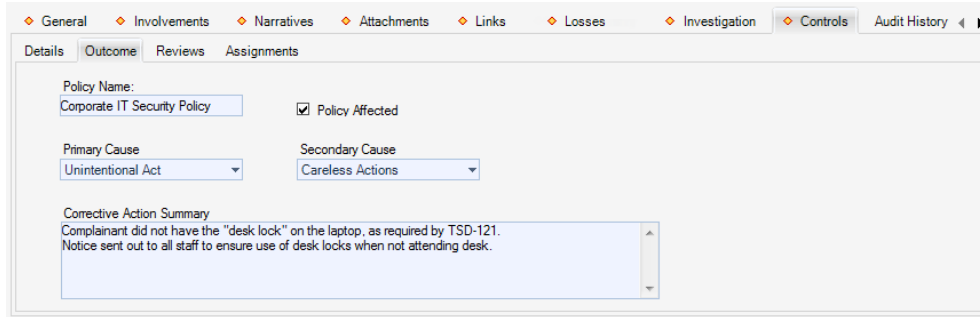 General Involvements Narratives Attachments Links Losses Investigation Controls Audit History
Details Outcome Reviews Assignments
Policy Name:
Corporate IT Security Policy
Policy Affected
Primary Cause Secondary Cause
Unintentional Act Careless Actions
Corrective Action Summary
Complainant did not have the "desk lock" on the laptop, as required by TSD-121.
Notice sent out to all staff to ensure use of desk locks when not attending desk.